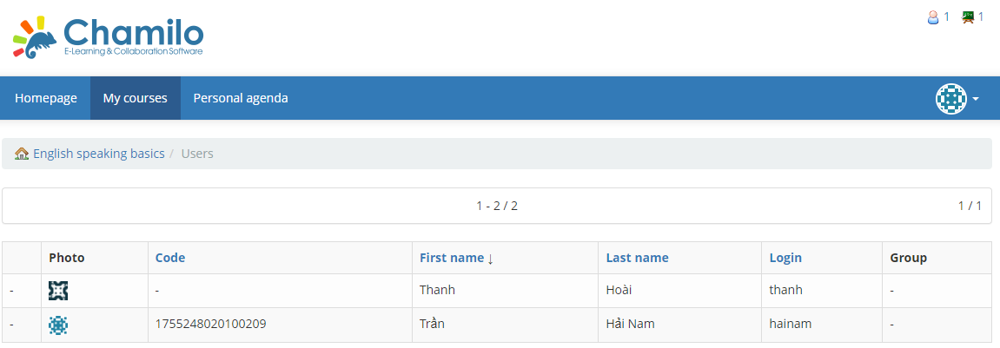 1 1
Chamilo
E-Learning & Collaboration Software
Homepage My courses Personal agenda
English speaking basics / Users
1 - 2 / 2 1 / 1
Photo Code First name ↓ Last name Login Group
- - Thanh Hoài thanh -
- 1755248020100209 Trần Hải Nam hainam -